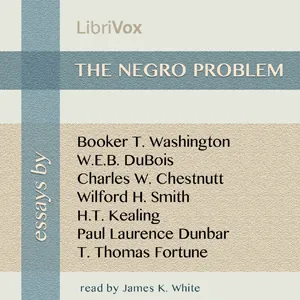 LibriVox
THE NEGRO PROBLEM
essays by
Booker T. Washington
W.E.B. DuBois
Charles W. Chestnutt
Wilford H. Smith
H.T. Kealing
Paul Laurence Dunbar
T. Thomas Fortune
read by James K. White